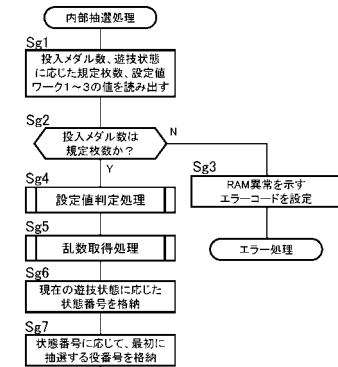 内部抽選処理
Sg1
投入メダル数、遊技状態
に応じた規定枚数、設定値
ワーク1～3の値を読み出す
Sg2
投入メダル数は
規定枚数か?
N
Y
Sg3
RAM異常を示す
エラーコードを設定
エラー処理
Sg4
設定値判定処理
Sg5
乱数取得処理
Sg6
現在の遊技状態に応じた
状態番号を格納
Sg7
状態番号に応じて、最初に
抽選する役番号を格納